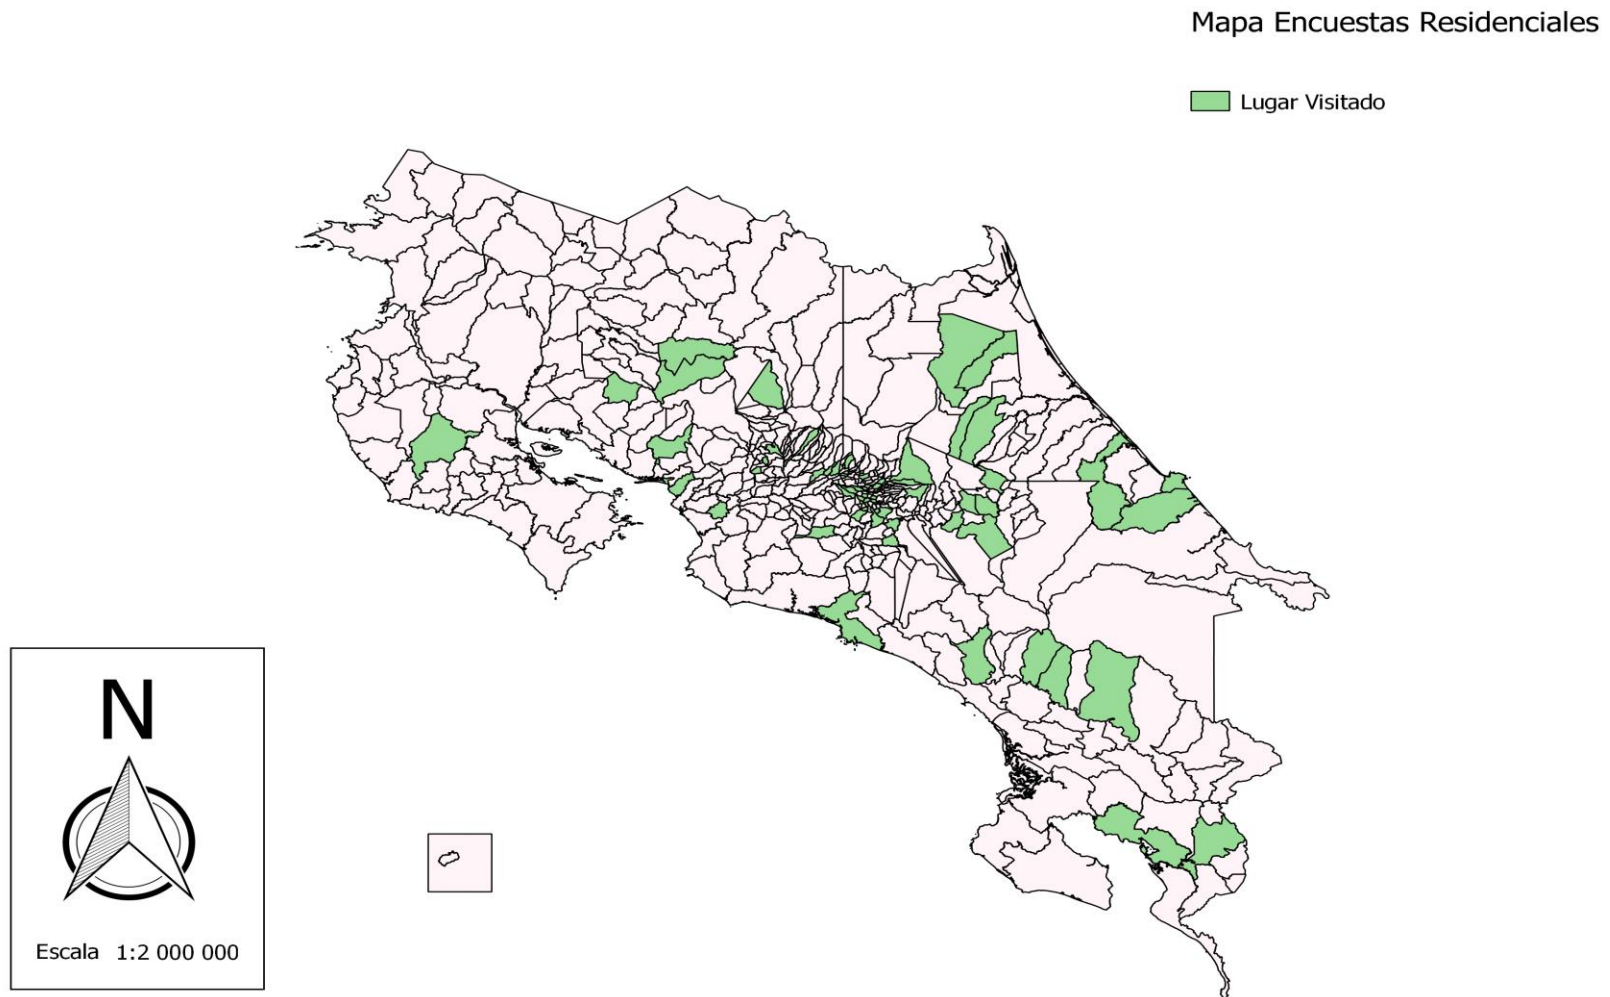 Mapa Encuestas Residenciales
Lugar Visitado
N
Escala 1:2 000 000